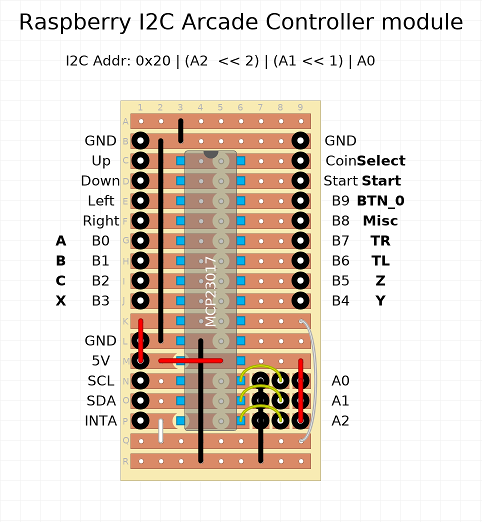 Raspberry I2C Arcade Controller module
I2C Addr: 0x20 | (A2 << 2) | (A1 << 1) | A0
1 2 3 4 5 6 7 8 9
A
B GND GND
C Up CoinSelect
D Down Start Start
E Left B9 BTN_0
F Right B8 Misc
A B0 B7 TR
B B1 B6 TL
C B2 B5 Z
X B3 B4 Y
MCP23017
K
L GND
M 5V
N SCL A0
O SDA A1
P INTA A2
Q
R